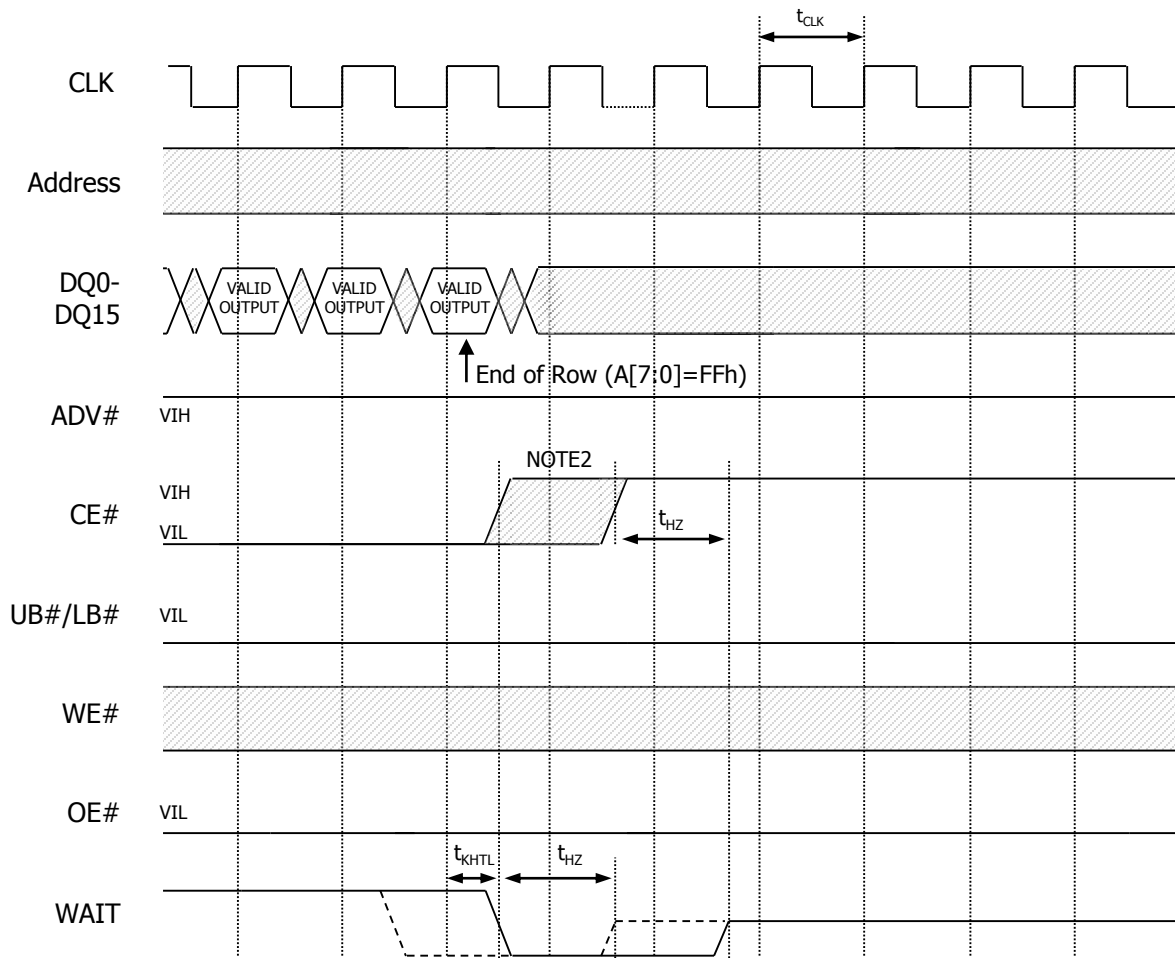 tCLK
CLK
Address
DQ0-
DQ15
VALID
OUTPUT
VALID
OUTPUT
VALID
OUTPUT
End of Row (A[7:0]=FFh)
ADV#
VIH
NOTE2
CE#
VIH
VIL
tHZ
UB#/LB#
VIL
WE#
OE#
VIL
tKHTL
tHZ
WAIT